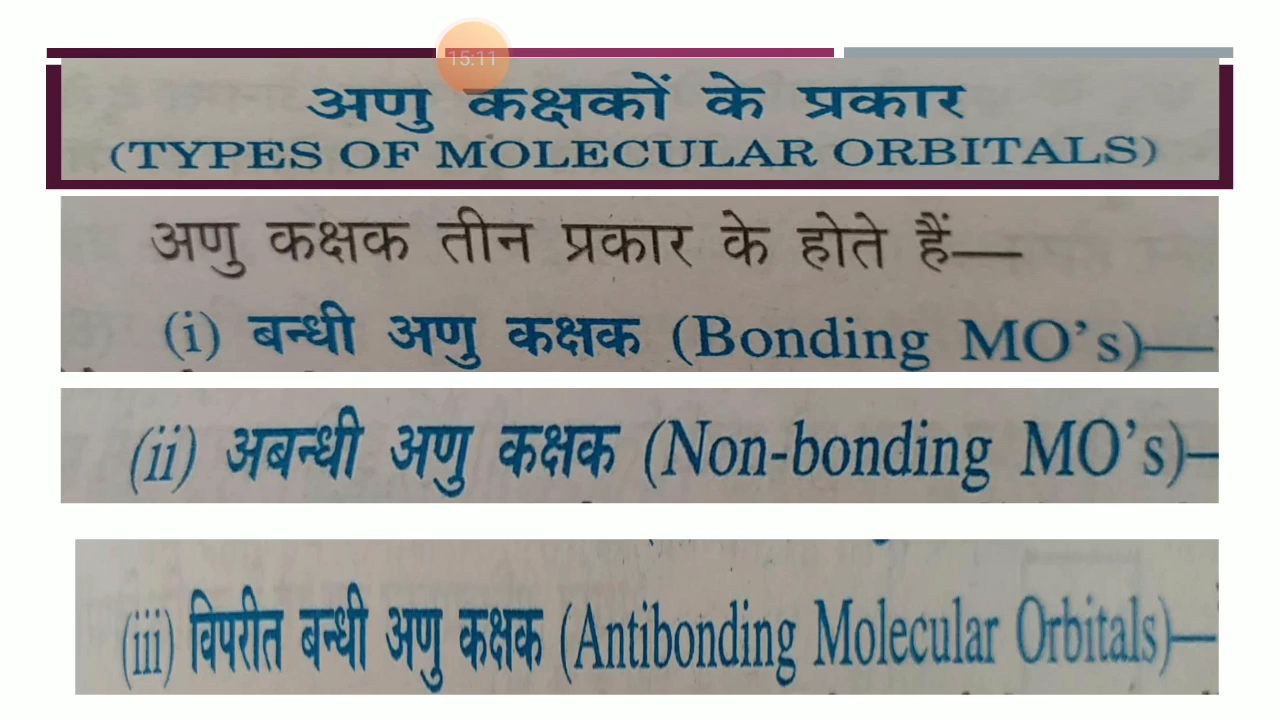 15:11
अणु कक्षकों के प्रकार
(TYPES OF MOLECULAR ORBITALS)
अणु कक्षक तीन प्रकार के होते हैं—
(i) बन्धी अणु कक्षक (Bonding MO's)—
(ii) अबन्धी अणु कक्षक (Non-bonding MO's)—
(iii) विपरीत बन्धी अणु कक्षक (Antibonding Molecular Orbitals)—